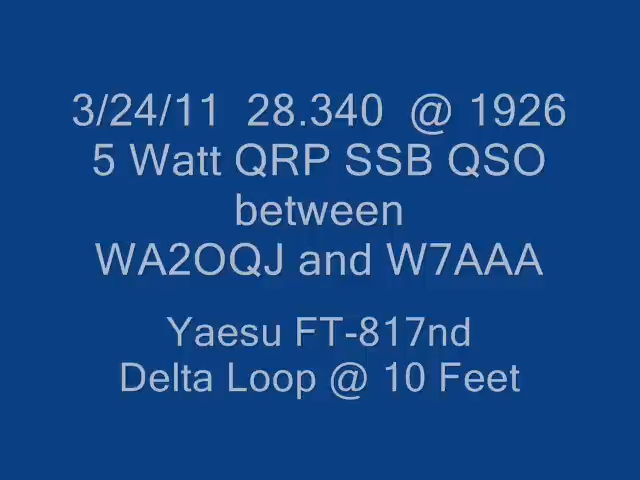 3/24/11 28.340 @ 1926
5 Watt QRP SSB QSO
between
WA2OQJ and W7AAA
Yaesu FT-817nd
Delta Loop @ 10 Feet